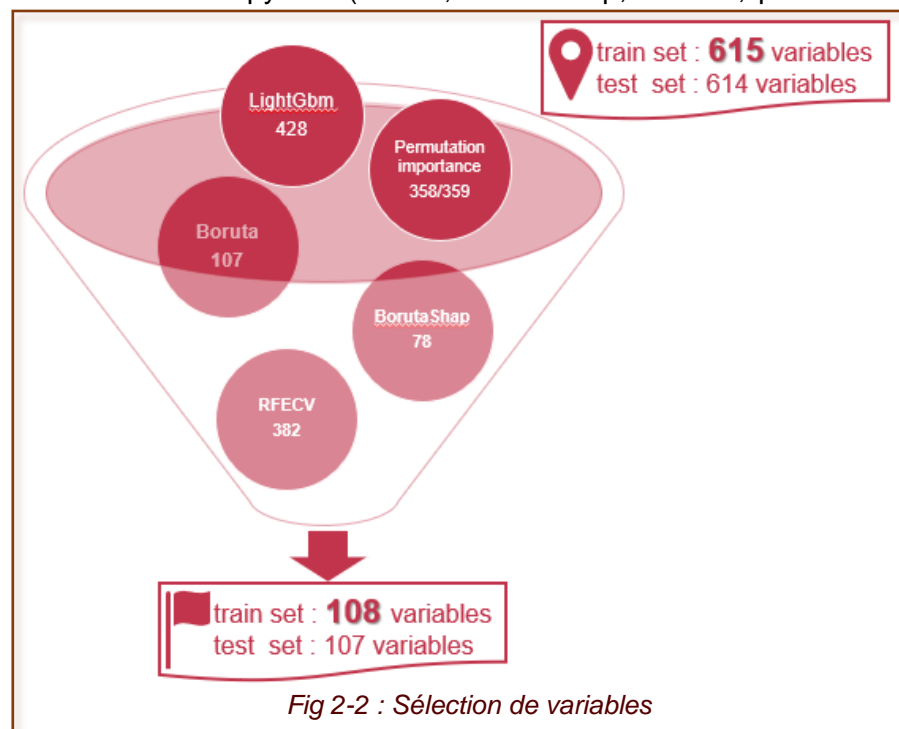 train set : 615 variables
test set : 614 variables
LightGbm
428
Permutation
importance
358/359
Boruta
107
BorutaShap
78
RFECV
382
train set : 108 variables
test set : 107 variables
Fig 2-2 : Sélection de variables